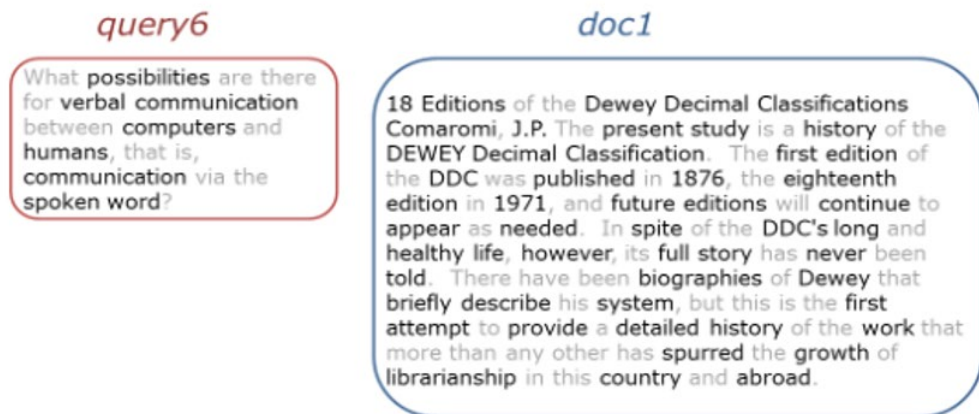 query6
What possibilities are there
for verbal communication
between computers and
humans, that is,
communication via the
spoken word?
doc1
18 Editions of the Dewey Decimal Classifications
Comaromi, J.P. The present study is a history of the
DEWEY Decimal Classification. The first edition of
the DDC was published in 1876, the eighteenth
edition in 1971, and future editions will continue to
appear as needed. In spite of the DDC's long and
healthy life, however, its full story has never been
told. There have been biographies of Dewey that
briefly describe his system, but this is the first
attempt to provide a detailed history of the work that
more than any other has spurred the growth of
librarianship in this country and abroad.